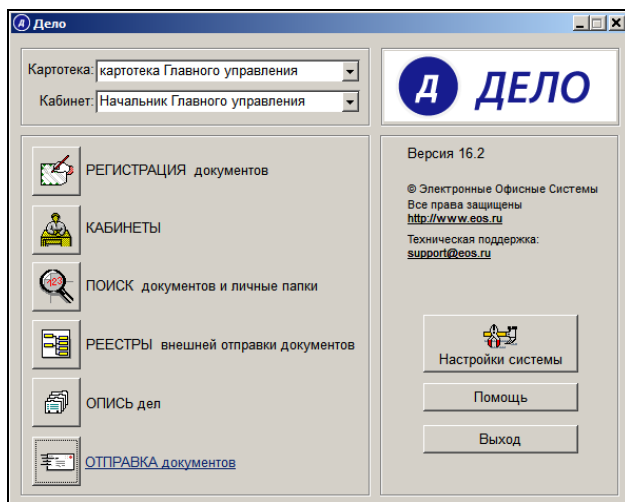 Дело
Картотека: картотека Главного управления
Кабинет: Начальник Главного управления
Д ДЕЛО
РЕГИСТРАЦИЯ документов
КАБИНЕТЫ
ПОИСК документов и личные папки
РЕЕСТРЫ внешней отправки документов
ОПИСЬ дел
ОТПРАВКА документов
Версия 16.2
© Электронные Офисные Системы
Все права защищены
http://www.eos.ru
Техническая поддержка:
support@eos.ru
Настройки системы
Помощь
Выход